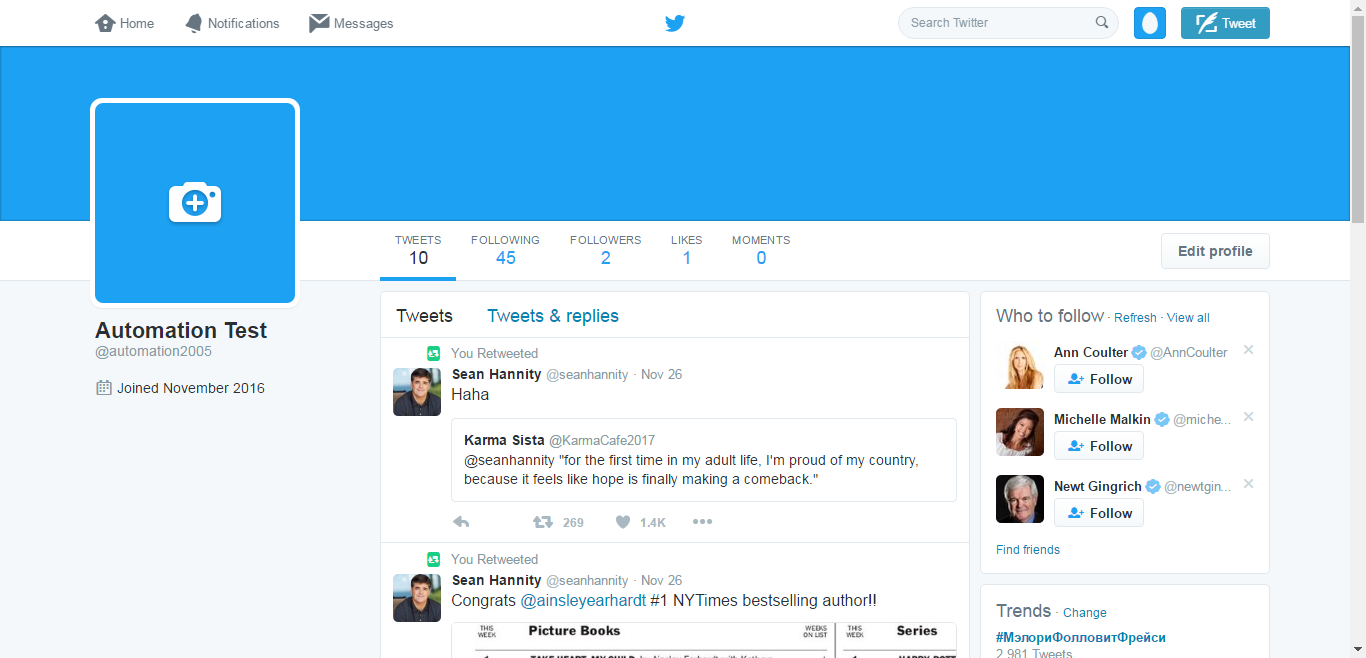 Home
Notifications
Messages
Search Twitter
Tweet
TWEETS
10
FOLLOWING
45
FOLLOWERS
2
LIKES
1
MOMENTS
0
Edit profile
Automation Test
@automation2005
Joined November 2016
Tweets
Tweets & replies
You Retweeted
Sean Hannity @seanhannity · Nov 26
Haha
Karma Sista @KarmaCafe2017
@seanhannity "for the first time in my adult life, I'm proud of my country,
because it feels like hope is finally making a comeback."
269
1.4K
You Retweeted
Sean Hannity @seanhannity · Nov 26
Congrats @ainsleyearhardt #1 NYTimes bestselling author!!
THIS WEEK
Picture Books
WEEKS ON LIST
THIS WEEK
Series
Who to follow · Refresh · View all
Ann Coulter @AnnCoulter
Follow
Michelle Malkin @miche...
Follow
Newt Gingrich @newtgin...
Follow
Find friends
Trends · Change
#МэлориФолловитФрейси
2,981 Tweets